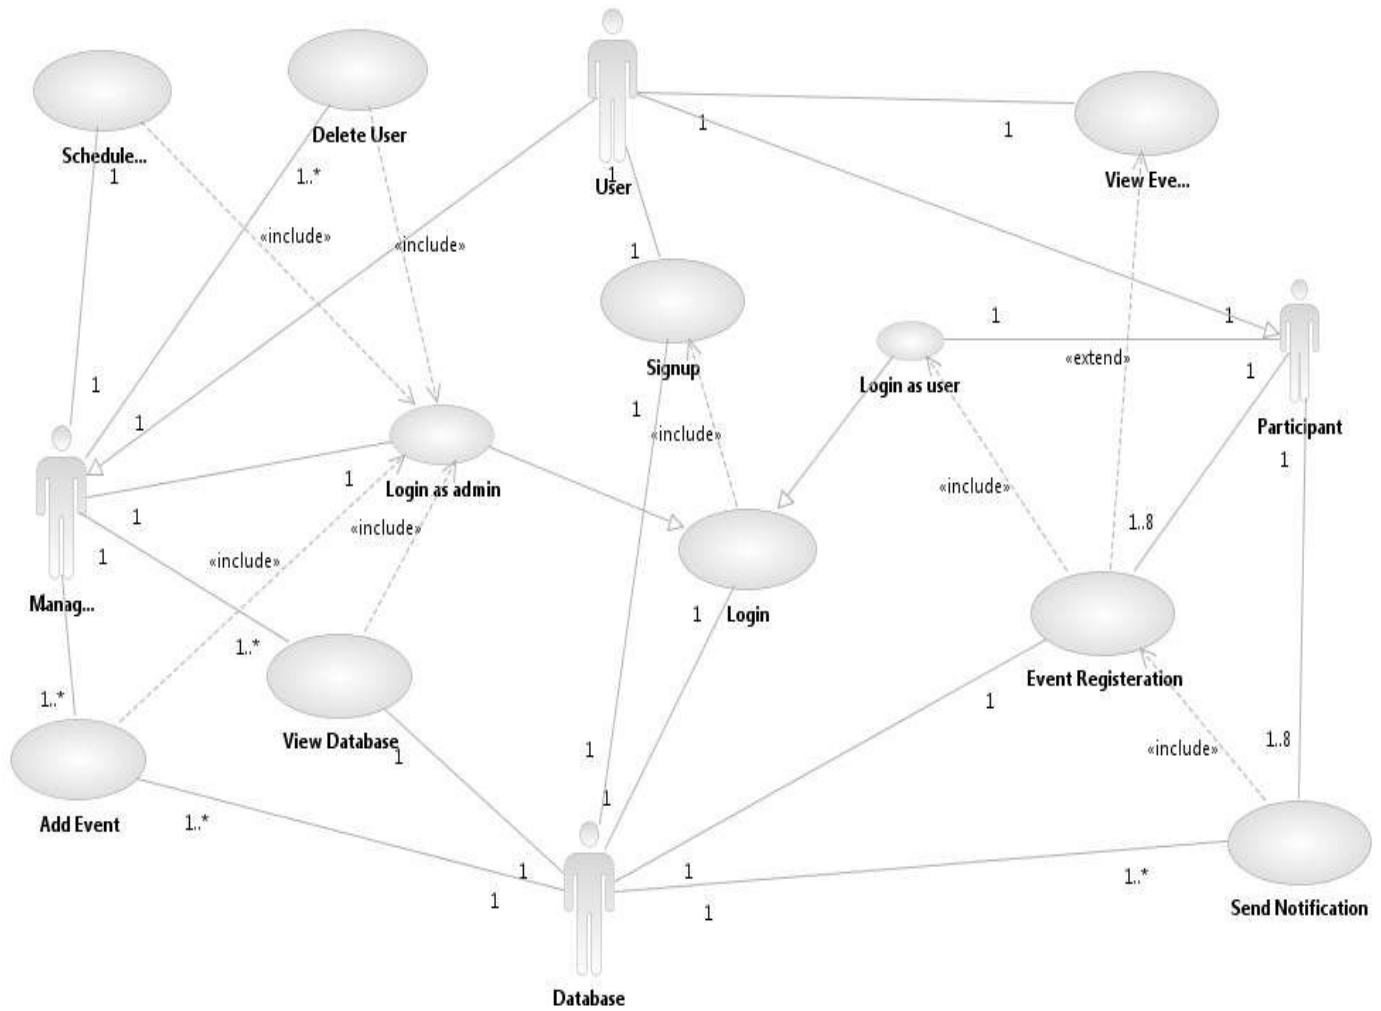 Delete User
Schedule...
1
1..*
User
1
1
1
View Eve...
«include»
«include»
1
Signup
1
1
«extend»
Login as user
1
Participant
1
1
1
1
«include»
Login as admin
1
1
«include»
«include»
1..8
1
«include»
Manag...
Login
1
1..*
1..*
View Database
1
Event Registeration
1
«include»
1..8
Add Event
1..*
1
1
1
1
1
1
1..*
Send Notification
Database